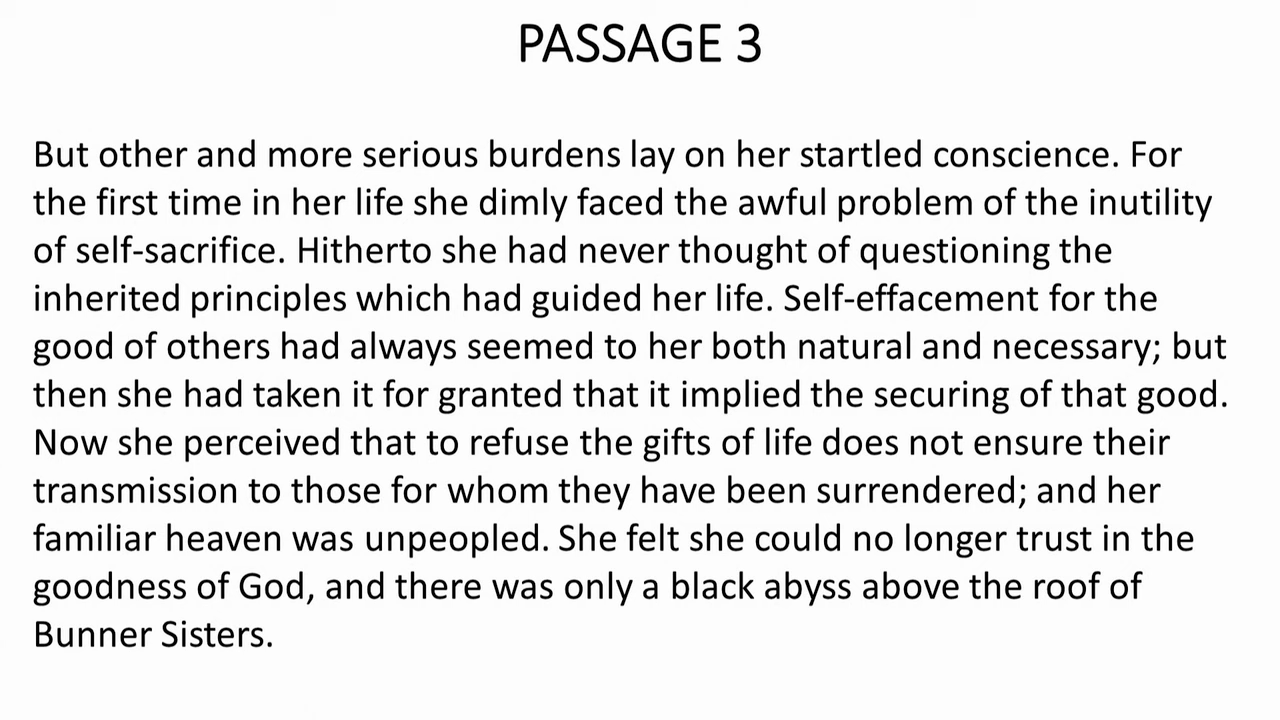 PASSAGE 3
But other and more serious burdens lay on her startled conscience. For
the first time in her life she dimly faced the awful problem of the inutility
of self-sacrifice. Hitherto she had never thought of questioning the
inherited principles which had guided her life. Self-effacement for the
good of others had always seemed to her both natural and necessary; but
then she had taken it for granted that it implied the securing of that good.
Now she perceived that to refuse the gifts of life does not ensure their
transmission to those for whom they have been surrendered; and her
familiar heaven was unpeopled. She felt she could no longer trust in the
goodness of God, and there was only a black abyss above the roof of
Bunner Sisters.